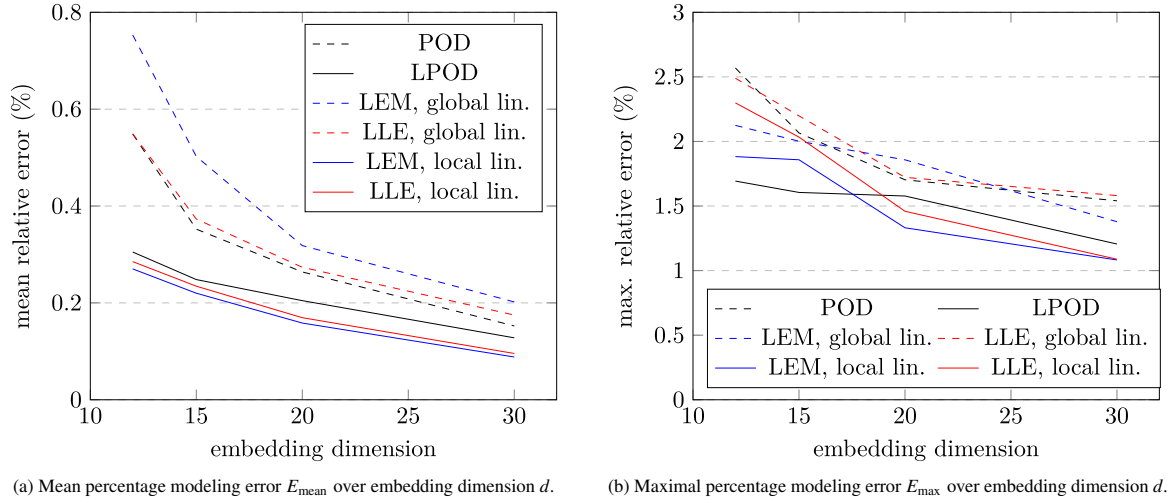 0.8
0.6
0.4
0.2
0
mean relative error (%)
POD
LPOD
LEM, global lin.
LLE, global lin.
LEM, local lin.
LLE, local lin.
10 15 20 25 30
embedding dimension
(a) Mean percentage modeling error E_mean over embedding dimension d.
3
2.5
2
1.5
1
0.5
0
max. relative error (%)
POD LPOD
LEM, global lin. LLE, global lin.
LEM, local lin. LLE, local lin.
10 15 20 25 30
embedding dimension
(b) Maximal percentage modeling error E_max over embedding dimension d.